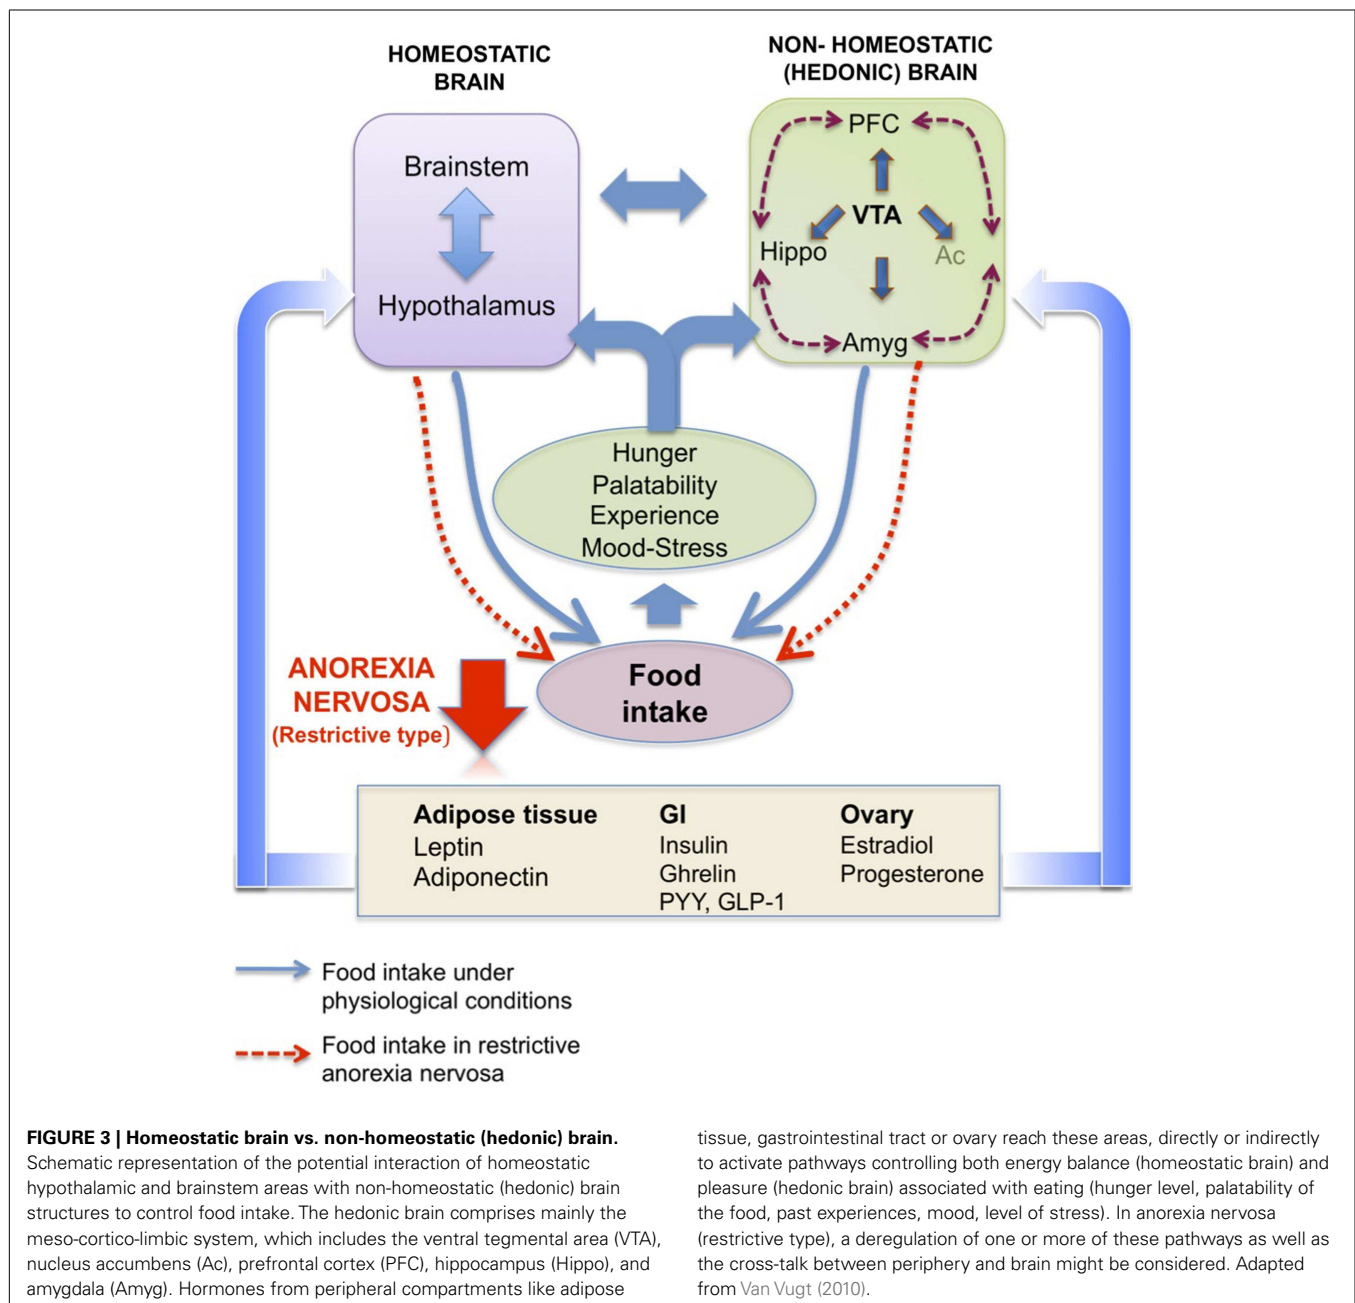 HOMEOSTATIC
BRAIN
NON- HOMEOSTATIC
(HEDONIC) BRAIN
Brainstem
Hypothalamus
PFC
VTA
Hippo
Ac
Amyg
Hunger
Palatability
Experience
Mood-Stress
Food
intake
ANOREXIA
NERVOSA
(Restrictive type)
Adipose tissue
Leptin
Adiponectin
GI
Insulin
Ghrelin
PYY, GLP-1
Ovary
Estradiol
Progesterone
Food intake under
physiological conditions
Food intake in restrictive
anorexia nervosa
FIGURE 3 | Homeostatic brain vs. non-homeostatic (hedonic) brain.
Schematic representation of the potential interaction of homeostatic
hypothalamic and brainstem areas with non-homeostatic (hedonic) brain
structures to control food intake. The hedonic brain comprises mainly the
meso-cortico-limbic system, which includes the ventral tegmental area (VTA),
nucleus accumbens (Ac), prefrontal cortex (PFC), hippocampus (Hippo), and
amygdala (Amyg). Hormones from peripheral compartments like adipose
tissue, gastrointestinal tract or ovary reach these areas, directly or indirectly
to activate pathways controlling both energy balance (homeostatic brain) and
pleasure (hedonic brain) associated with eating (hunger level, palatability of
the food, past experiences, mood, level of stress). In anorexia nervosa
(restrictive type), a deregulation of one or more of these pathways as well as
the cross-talk between periphery and brain might be considered. Adapted
from Van Vugt (2010).